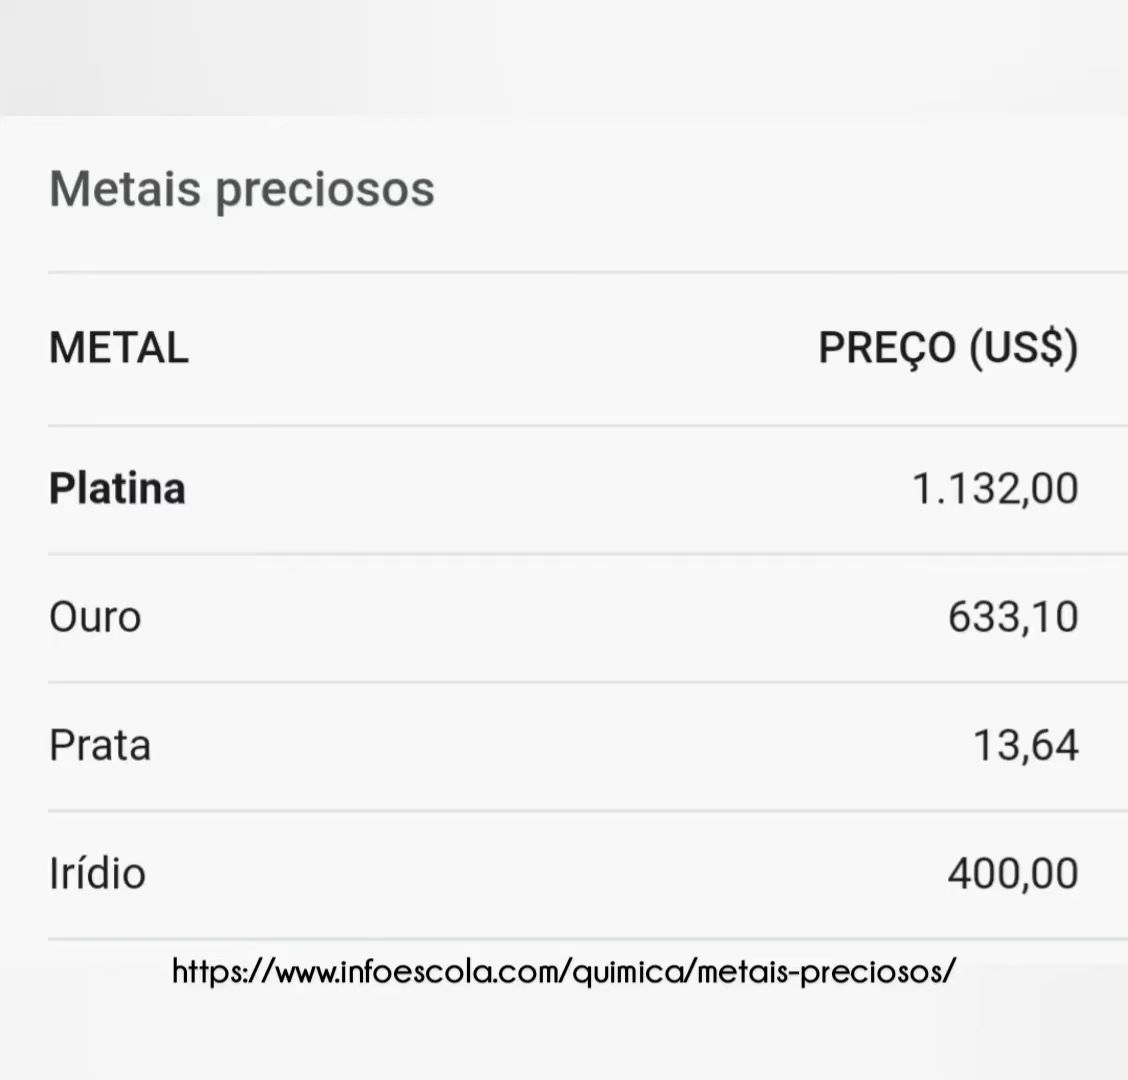 Metais preciosos
METAL PREÇO (US$)
Platina 1.132,00
Ouro 633,10
Prata 13,64
Irídio 400,00
https://www.infoescola.com/quimica/metais-preciosos/